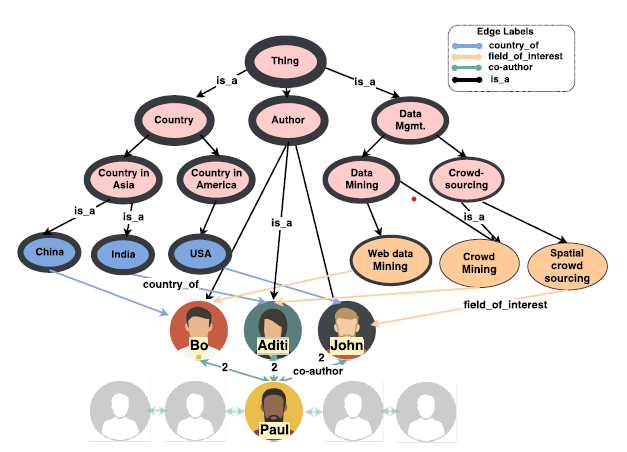 Edge Labels
country_of
field_of_interest
co-author
is_a
Thing
is_a
is_a
Country
Author
Data
Mgmt.
Country in
Asia
Country in
America
Data
Mining
Crowd-
sourcing
is_a
is_a
is_a
is_a
China
India
USA
Web data
Mining
Crowd
Mining
Spatial
crowd
sourcing
country_of
field_of_interest
Bo
Aditi
John
2
2
2
co-author
Paul